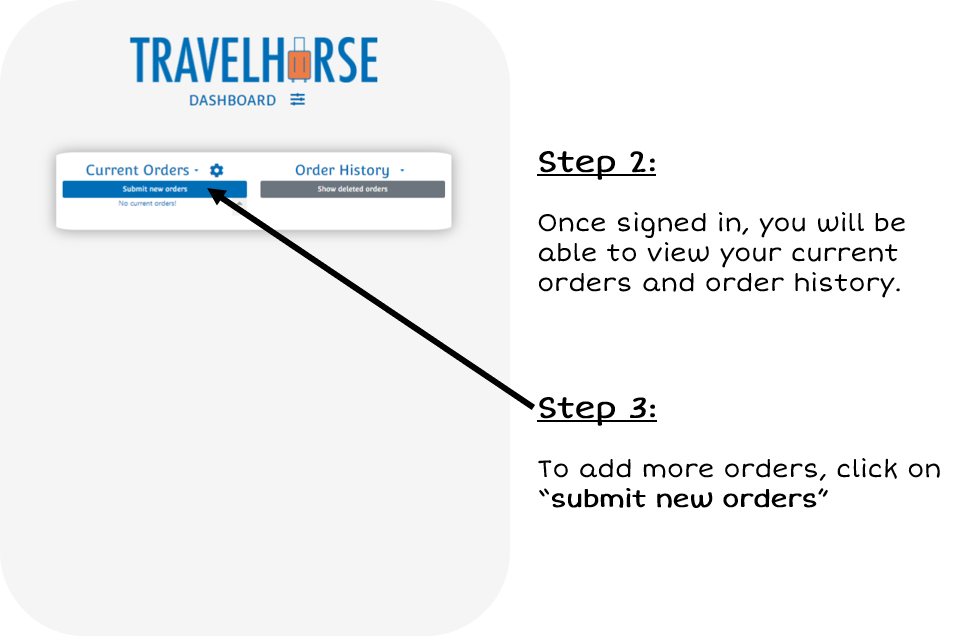 TRAVELHORSE
DASHBOARD
Current Orders
Order History
Submit new orders
Show deleted orders
No current orders!
Step 2:
Once signed in, you will be
able to view your current
orders and order history.
Step 3:
To add more orders, click on
“submit new orders”